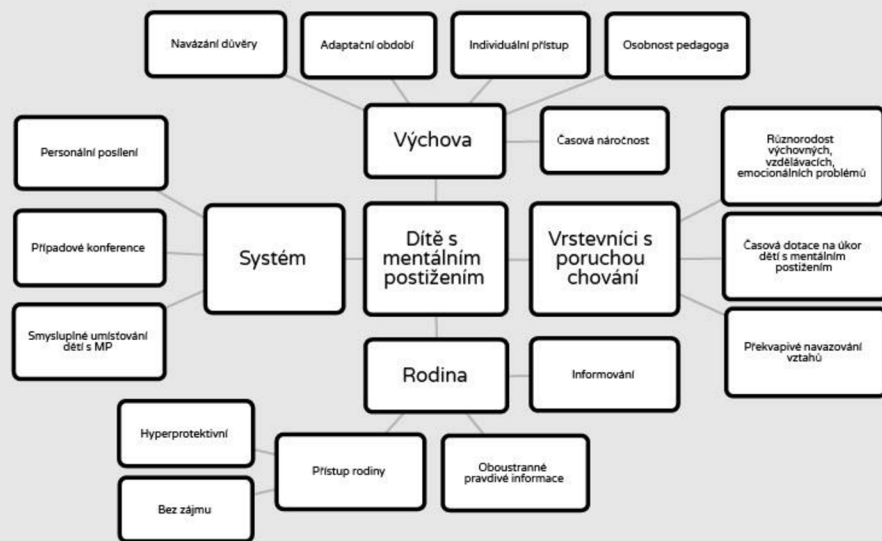 Navázání důvěry
Adaptační období
Individuální přístup
Osobnost pedagoga
Výchova
Časová náročnost
Různorodost
výchovných,
vzdělávacích,
emocionálních problémů
Personální posílení
Případové konference
Systém
Dítě s
mentálním
postižením
Vrstevníci s
poruchou
chování
Časová dotace na úkor
dětí s mentálním
postižením
Smysluplné umísťování
dětí s MP
Rodina
Informování
Překvapivé navazování
vztahů
Hyperprotektivní
Přístup rodiny
Oboustranné
pravdivé informace
Bez zájmu